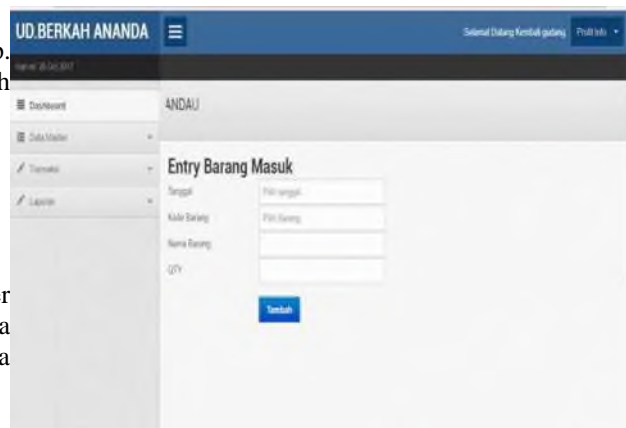 UD.BERKAH ANANDA
Selamat Datang Kembali gudang
Profil Info
Dashboard
ANDAU
Data Master
Transaksi
Laporan
Entry Barang Masuk
Tanggal
Pilih tanggal
Kode Barang
Pilih Barang
Nama Barang
QTY
Tambah